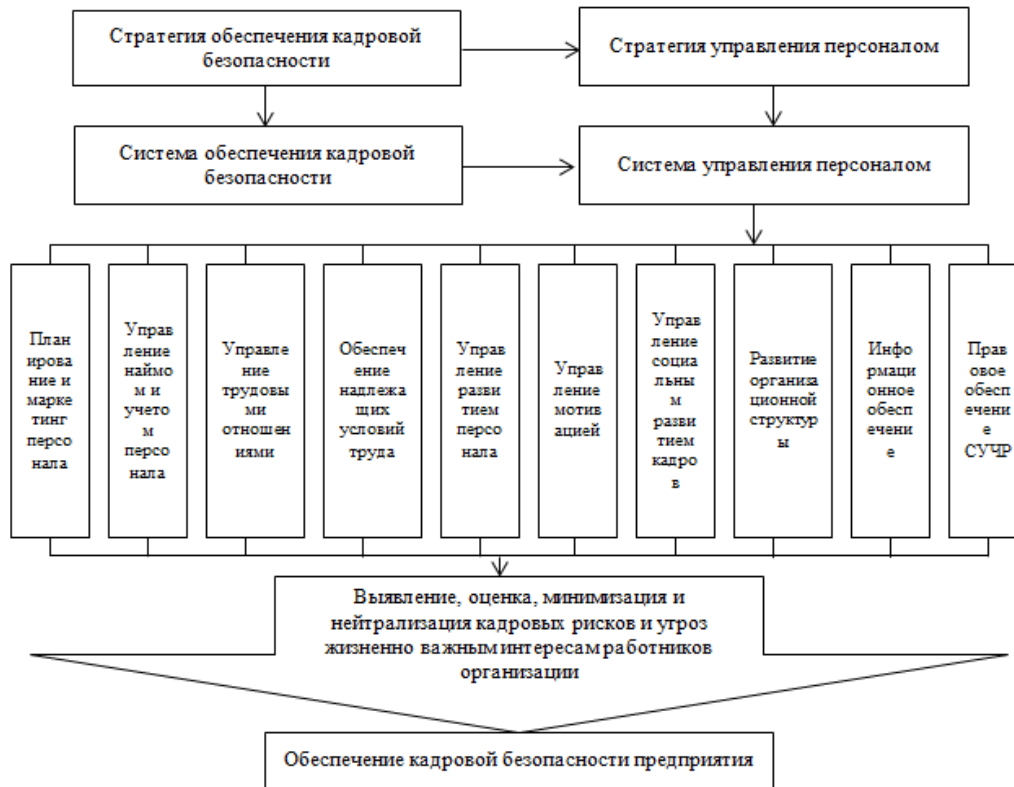 Стратегия обеспечения кадровой
безопасности
Стратегия управления персоналом
Система обеспечения кадровой
безопасности
Система управления персоналом
План
ирова
ние и
марке
тинг
персо
нала
Управ
ление
наймо
м и
учето
м
персо
нала
Управле
ние
трудовы
ми
отношен
иями
Обеспеч
ение
надлежа
щих
условий
труда
Управ
ление
разви
тием
персо
нала
Управ
ление
мотив
ацией
Управ
ление
социа
льны
м
разви
тием
кадро
в
Развитие
организа
ционной
структур
ы
Инфо
рмаци
онное
обесп
ечени
е
Прав
овое
обесп
ечени
е
СУЧР
Выявление, оценка, минимизация и
нейтрализация кадровых рисков и угроз
жизненно важным интересам работников
организации
Обеспечение кадровой безопасности предприятия